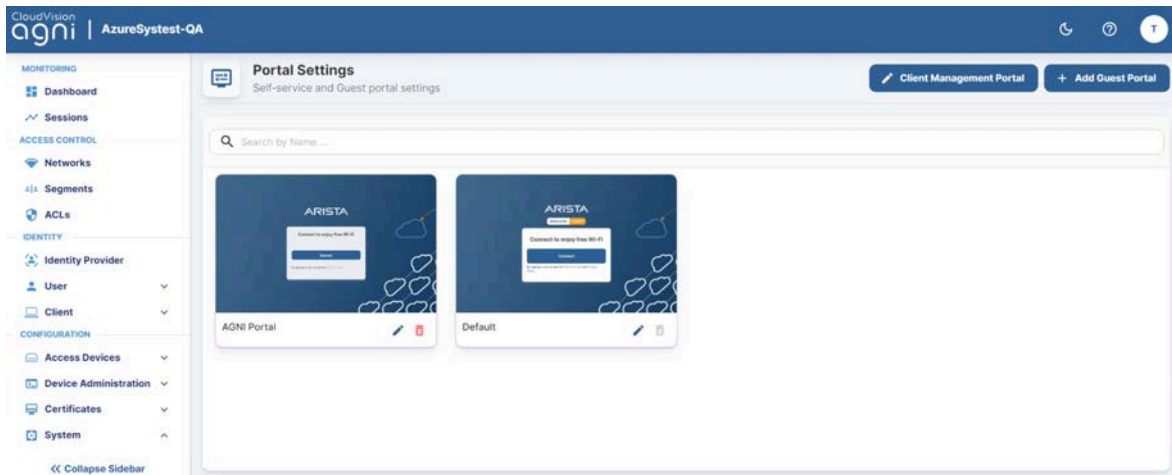 CloudVision
agni | AzureSystest-QA
T
MONITORING
Dashboard
Sessions
ACCESS CONTROL
Networks
Segments
ACLs
IDENTITY
Identity Provider
User
Client
CONFIGURATION
Access Devices
Device Administration
Certificates
System
Collapse Sidebar
Portal Settings
Self-service and Guest portal settings
Client Management Portal
+ Add Guest Portal
Search by Name...
ARISTA
Connect to enjoy free Wi-Fi
AGNI Portal
ARISTA
Connect to enjoy free Wi-Fi
Connect
Default